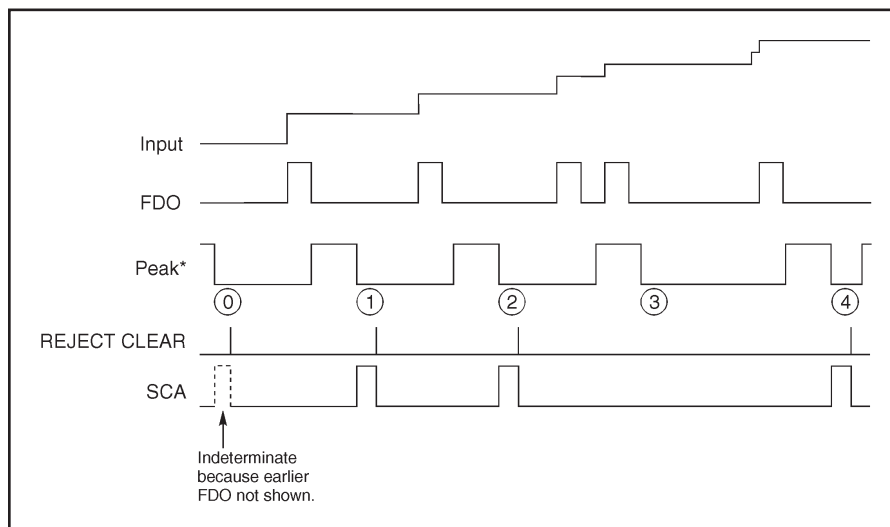 Input
FDO
Peak*
0
1
2
3
4
REJECT CLEAR
SCA
Indeterminate
because earlier
FDO not shown.